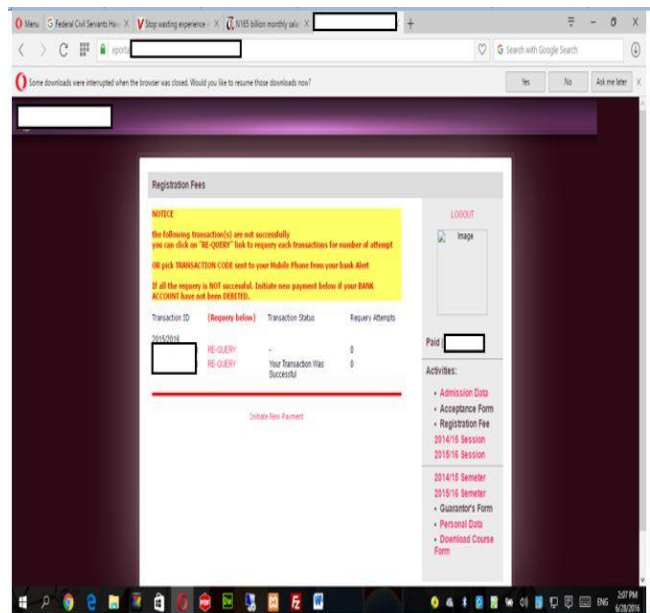 Menu
Federal Civil Servants Hav
Stop wasting experience
N165 billion monthly sala
eporta
Search with Google Search
Some downloads were interrupted when the browser was closed. Would you like to resume those downloads now?
Yes
No
Ask me later
Registration Fees
NOTICE
the following transaction(s) are not successfully
you can click on "RE-QUERY" link to requery each transactions for number of attempt
OR pick TRANSACTION CODE sent to your Mobile Phone from your bank Alert
If all the requery is NOT successful. Initiate new payment below if your BANK
ACCOUNT have not been DEBITED.
Transaction ID (Requery below) Transaction Status Requery Attempts
2015/2016
RE-QUERY - 0
RE-QUERY Your Transaction Was 0
Successful
Initiate New Payment
LOGOUT
Image
Paid |
Activities:
• Admission Data
• Acceptance Form
• Registration Fee
2014/15 Session
2015/16 Session
2014/15 Semeter
2015/16 Semeter
• Guarantor's Form
• Personal Data
• Download Course
Form
ENG
2:07 PM
6/28/2016